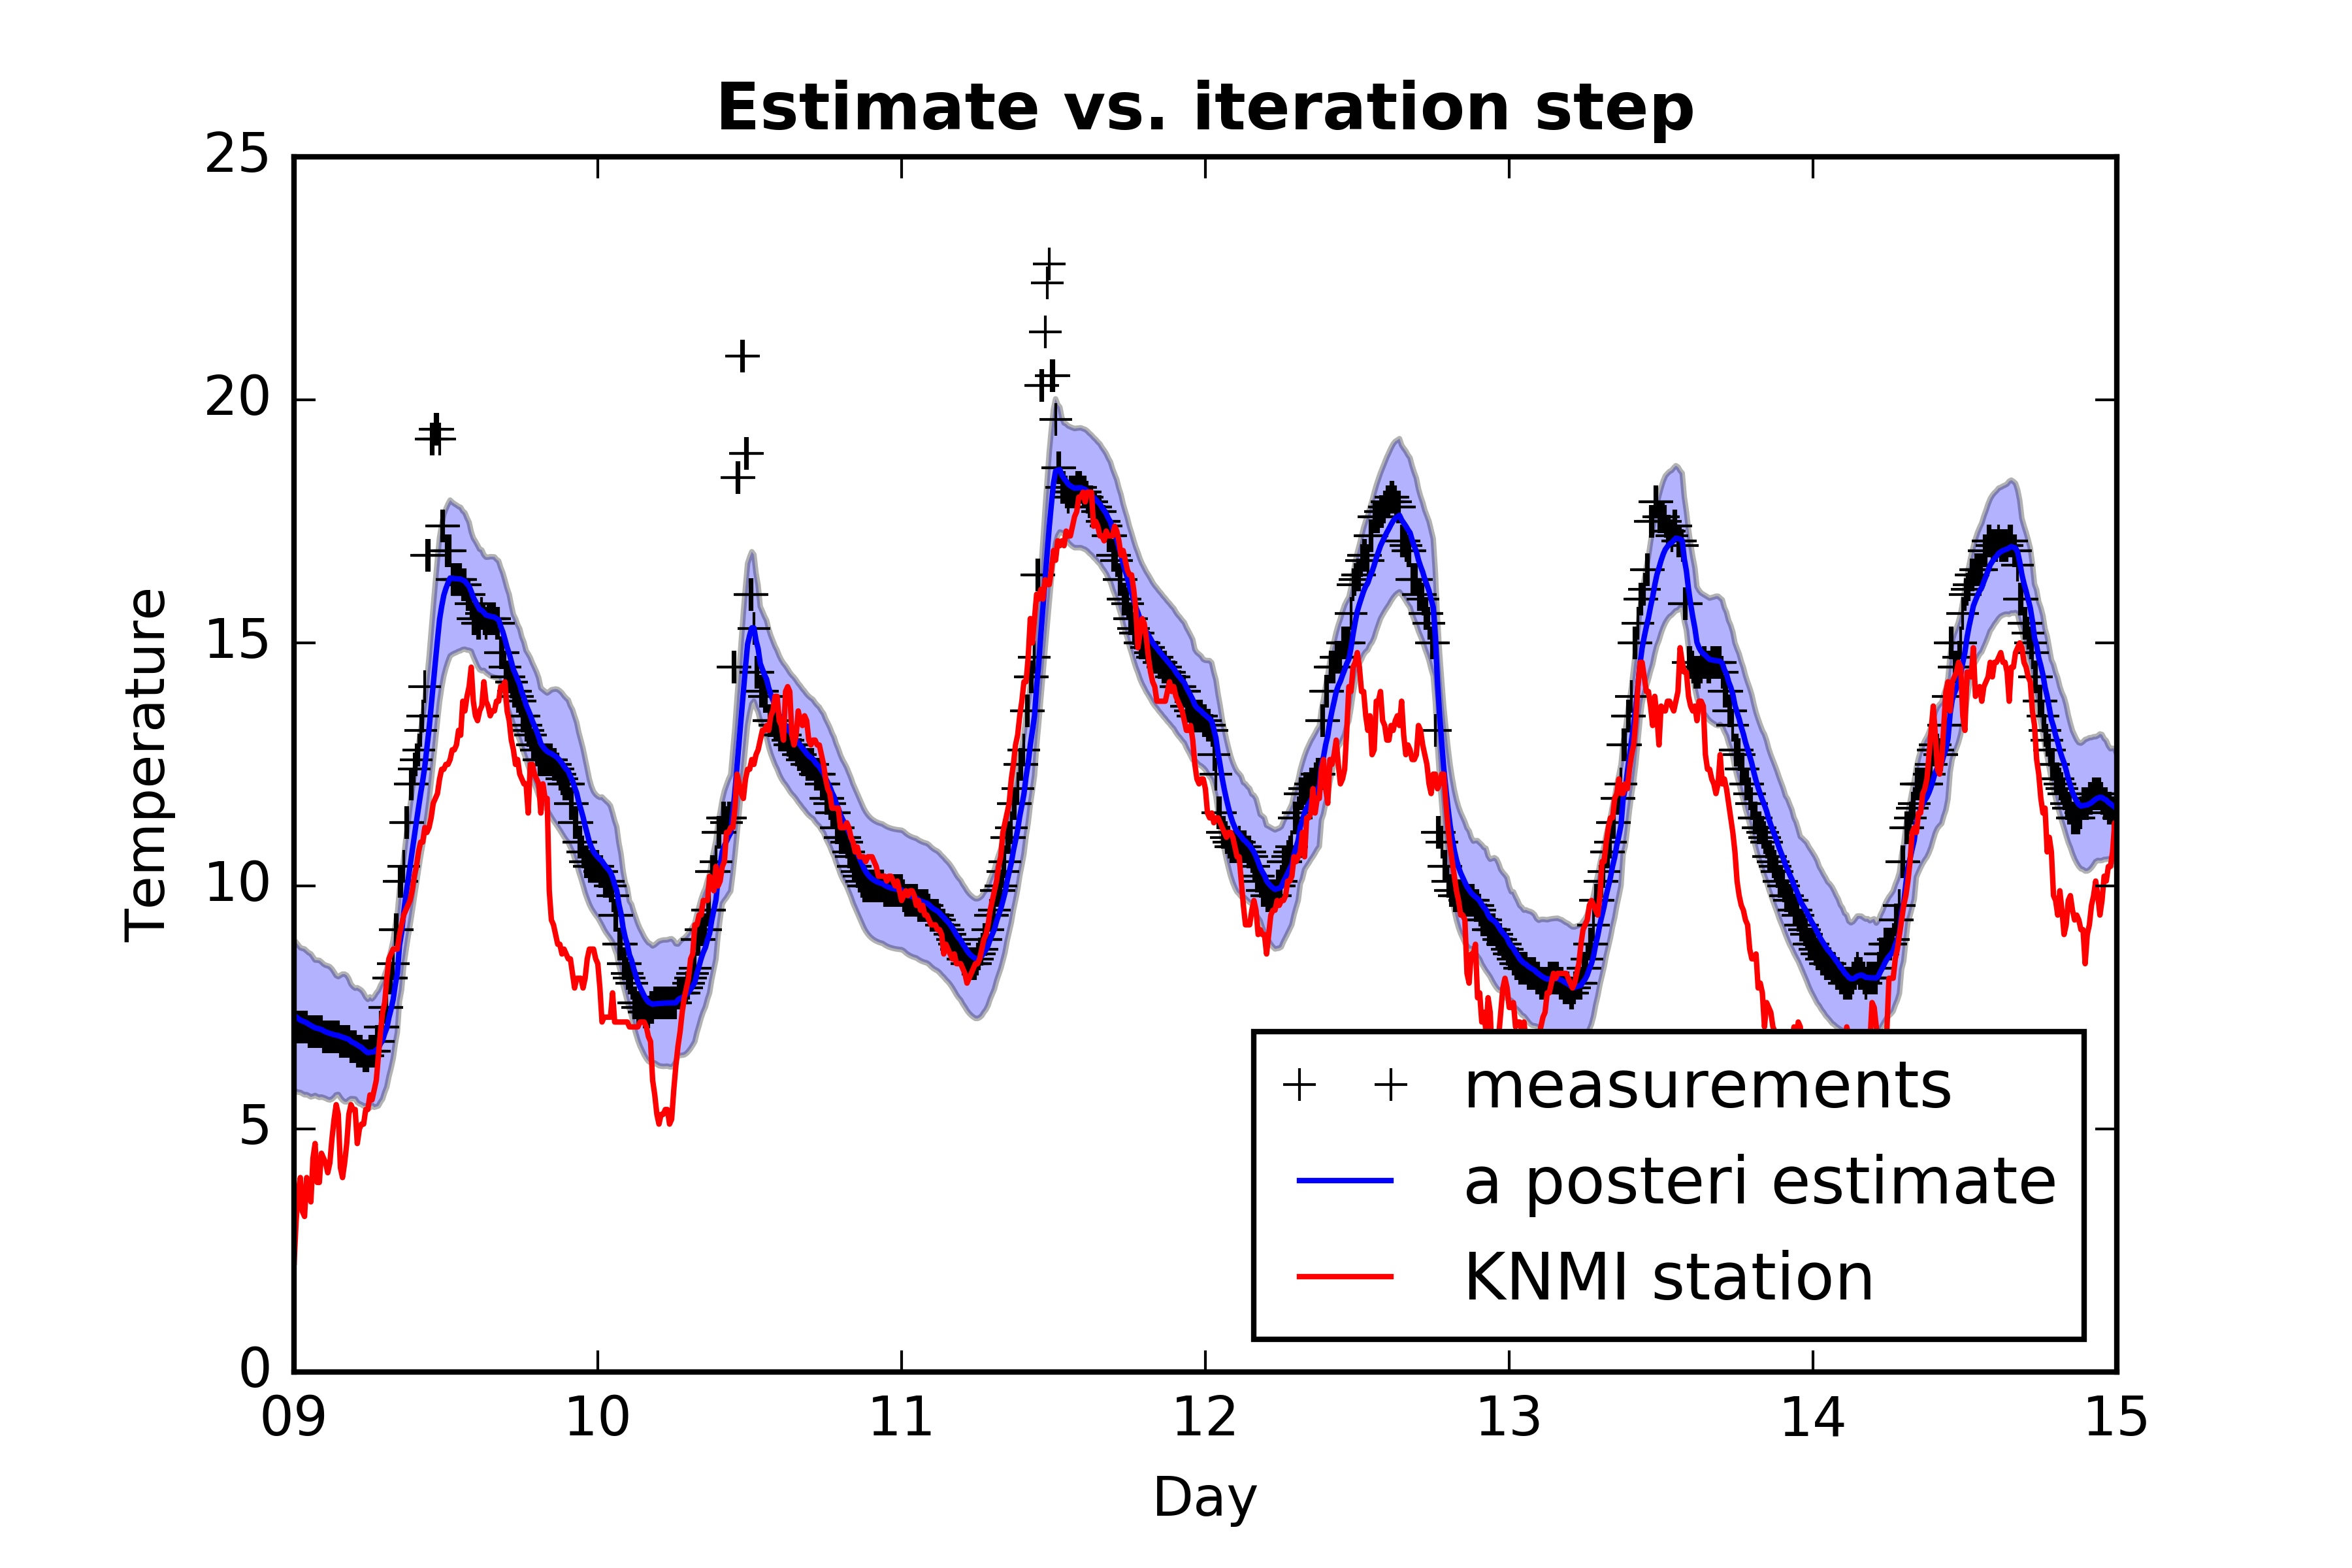 Estimate vs. iteration step
25
20
15
10
5
0
Temperature
09 10 11 12 13 14 15
Day
measurements
a posteri estimate
KNMI station